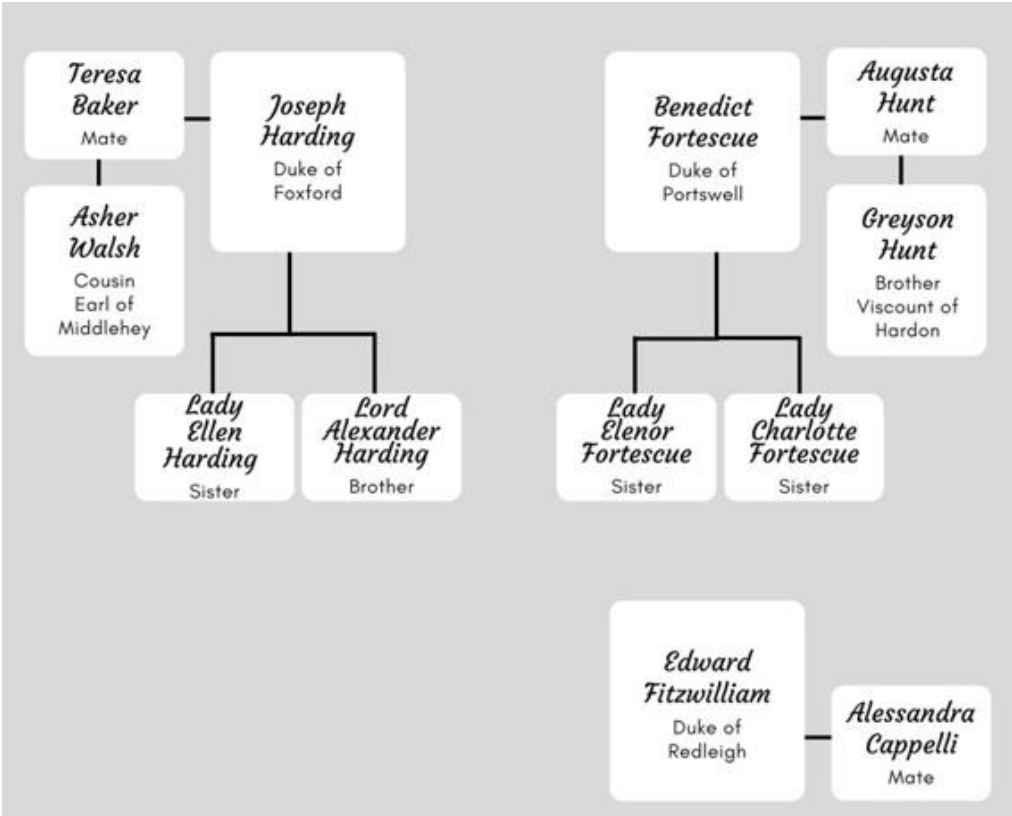 Teresa
Baker
Mate
Joseph
Harding
Duke of
Foxford
Asher
Walsh
Cousin
Earl of
Middlehey
Lady
Ellen
Harding
Sister
Lord
Alexander
Harding
Brother
Benedict
Fortescue
Duke of
Portswell
Augusta
Hunt
Mate
Greyson
Hunt
Brother
Viscount of
Hardon
Lady
Elenor
Fortescue
Sister
Lady
Charlotte
Fortescue
Sister
Edward
Fitzwilliam
Duke of
Redleigh
Alessandra
Cappelli
Mate